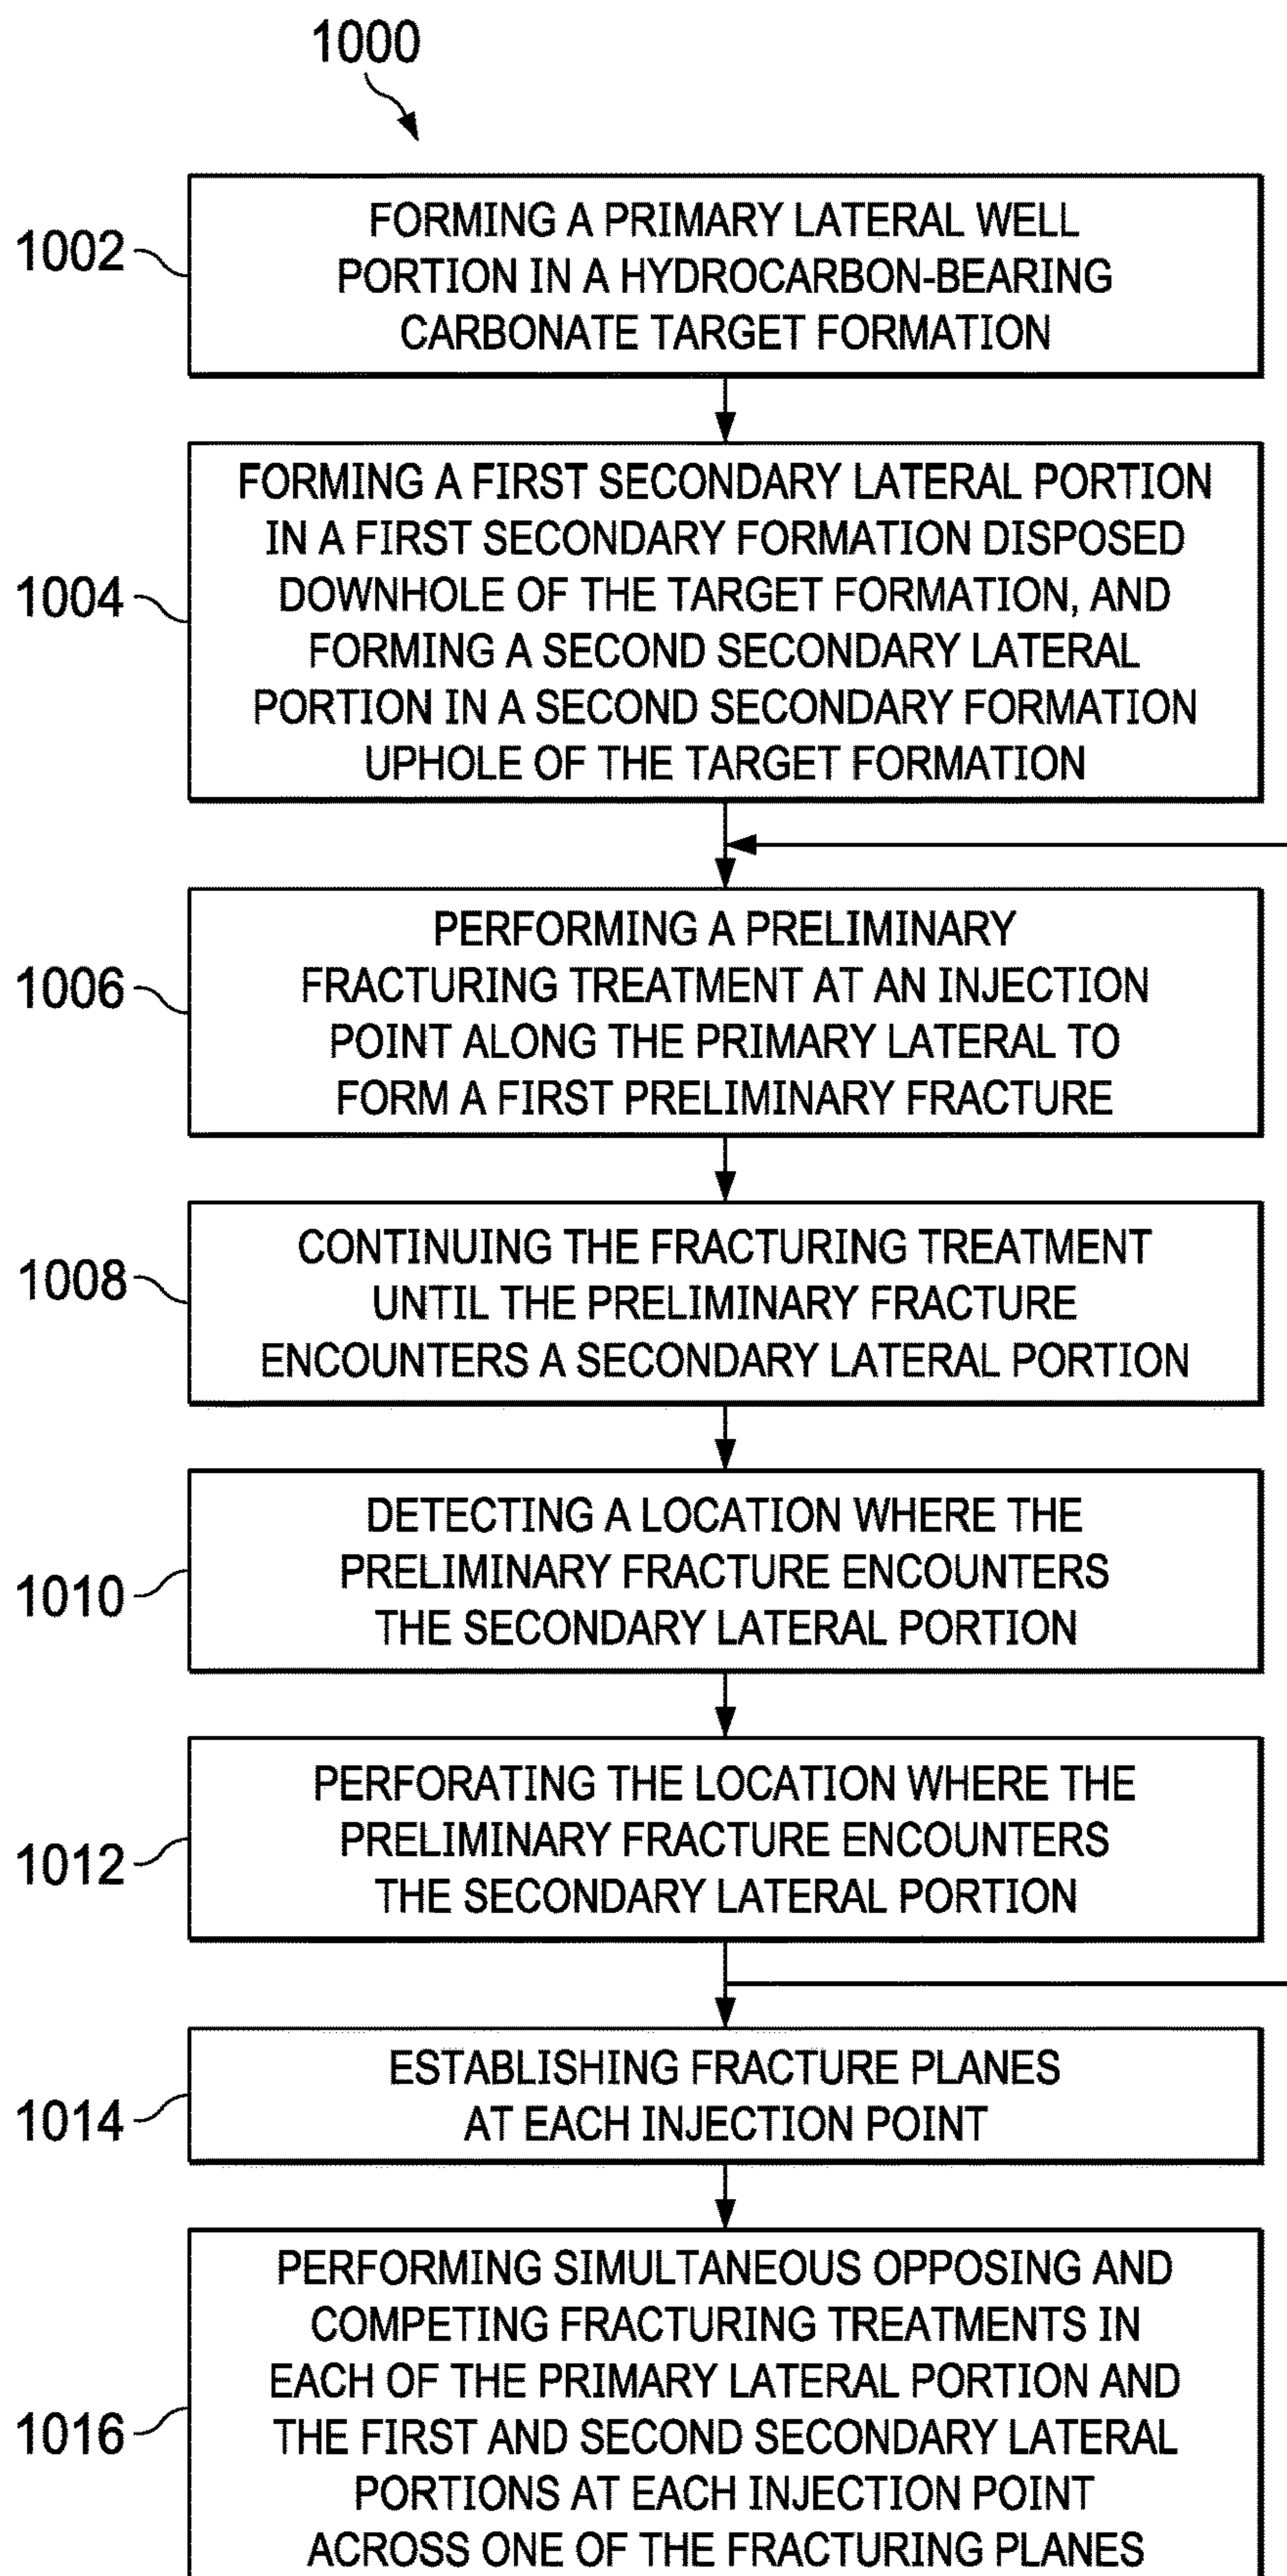 1000
1002
FORMING A PRIMARY LATERAL WELL
PORTION IN A HYDROCARBON-BEARING
CARBONATE TARGET FORMATION
1004
FORMING A FIRST SECONDARY LATERAL PORTION
IN A FIRST SECONDARY FORMATION DISPOSED
DOWNHOLE OF THE TARGET FORMATION, AND
FORMING A SECOND SECONDARY LATERAL
PORTION IN A SECOND SECONDARY FORMATION
UPHOLE OF THE TARGET FORMATION
1006
PERFORMING A PRELIMINARY
FRACTURING TREATMENT AT AN INJECTION
POINT ALONG THE PRIMARY LATERAL TO
FORM A FIRST PRELIMINARY FRACTURE
1008
CONTINUING THE FRACTURING TREATMENT
UNTIL THE PRELIMINARY FRACTURE
ENCOUNTERS A SECONDARY LATERAL PORTION
1010
DETECTING A LOCATION WHERE THE
PRELIMINARY FRACTURE ENCOUNTERS
THE SECONDARY LATERAL PORTION
1012
PERFORATING THE LOCATION WHERE THE
PRELIMINARY FRACTURE ENCOUNTERS
THE SECONDARY LATERAL PORTION
1014
ESTABLISHING FRACTURE PLANES
AT EACH INJECTION POINT
1016
PERFORMING SIMULTANEOUS OPPOSING AND
COMPETING FRACTURING TREATMENTS IN
EACH OF THE PRIMARY LATERAL PORTION AND
THE FIRST AND SECOND SECONDARY LATERAL
PORTIONS AT EACH INJECTION POINT
ACROSS ONE OF THE FRACTURING PLANES